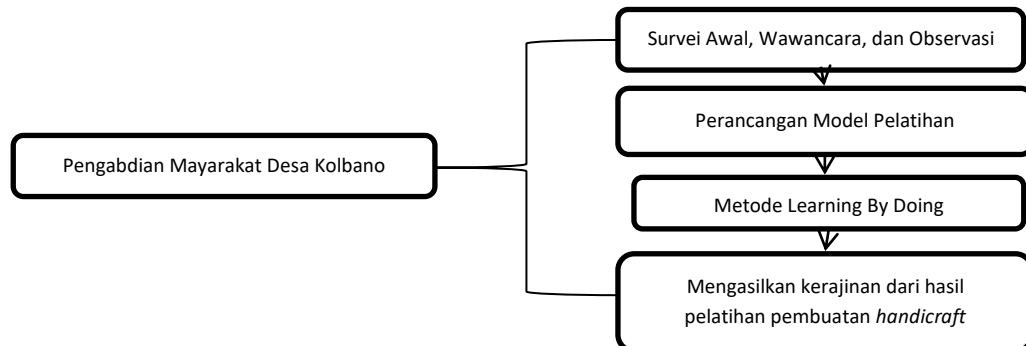 Survei Awal, Wawancara, dan Observasi
Perancangan Model Pelatihan
Pengabdian Mayarakat Desa Kolbano
Metode Learning By Doing
Mengasilkan kerajinan dari hasil
pelatihan pembuatan handicraft